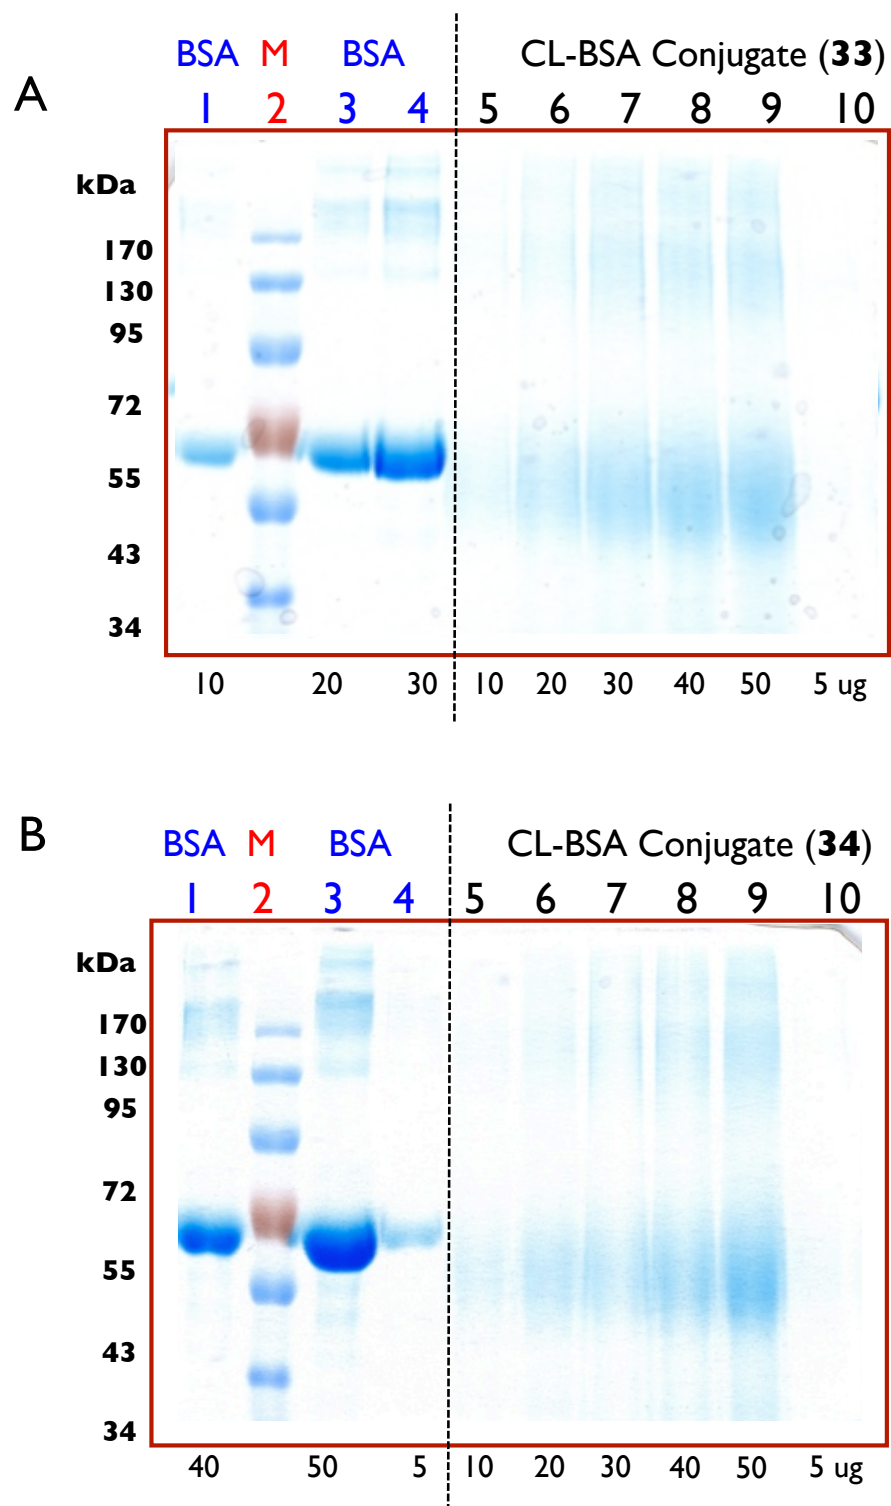 A
BSA M BSA CL-BSA Conjugate (33)
1 2 3 4 5 6 7 8 9 10
kDa
170
130
95
72
55
43
34
10 20 30 10 20 30 40 50 5 ug
B
BSA M BSA CL-BSA Conjugate (34)
1 2 3 4 5 6 7 8 9 10
kDa
170
130
95
72
55
43
34
40 50 5 10 20 30 40 50 5 ug